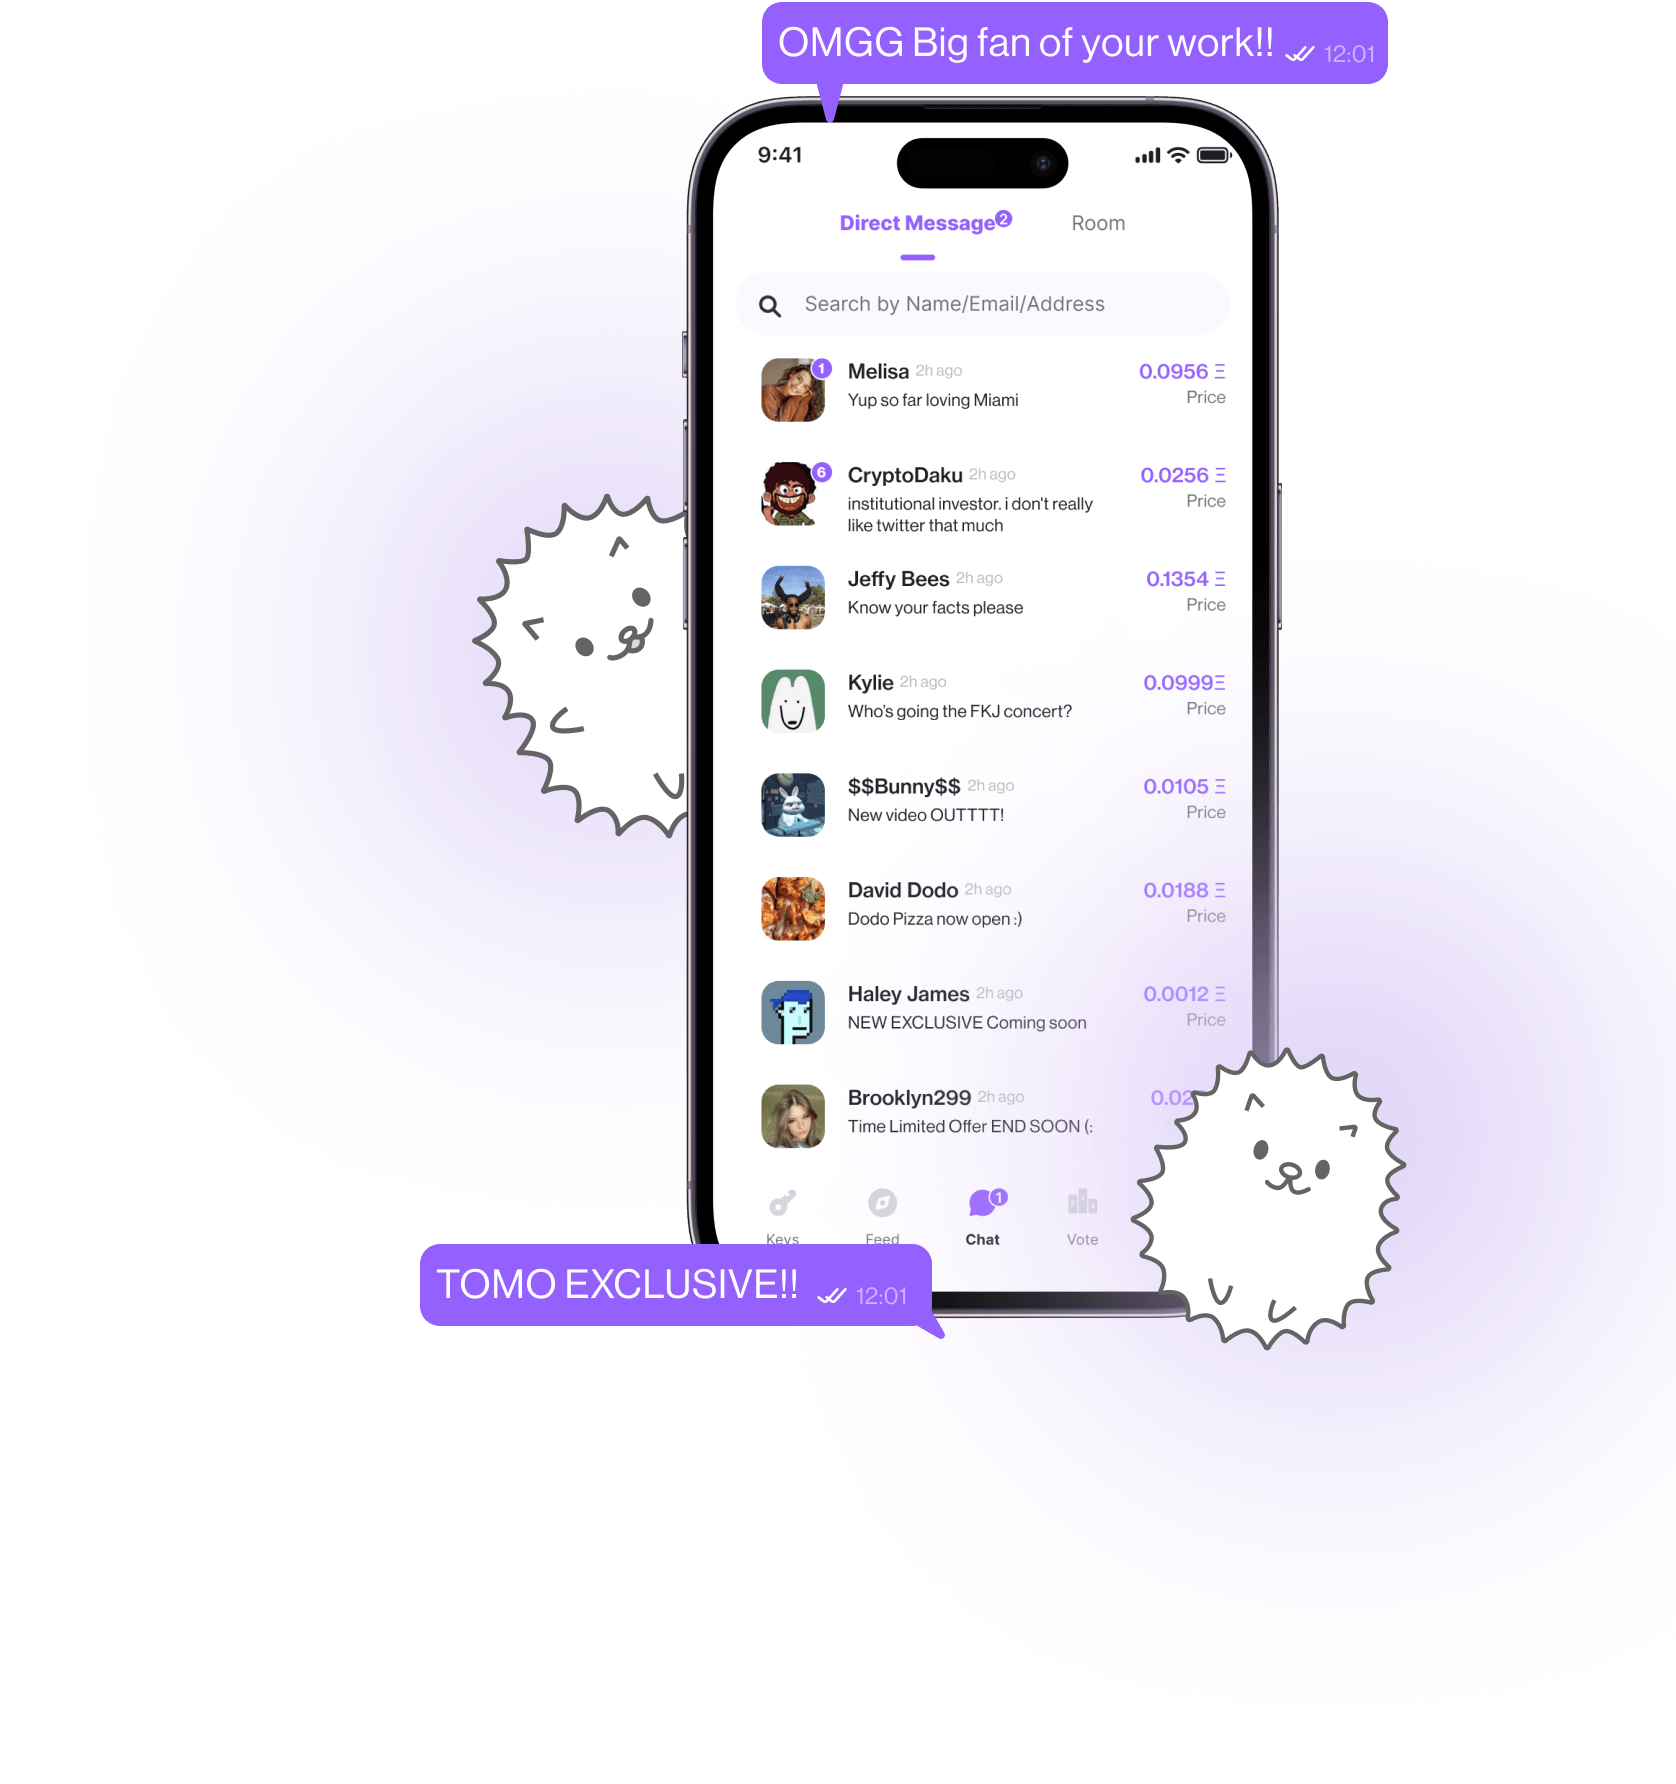 OMGG Big fan of your work!! 12:01
9:41
Direct Message 2 Room
Search by Name/Email/Address
1
Melisa 2h ago 0.0956 Ξ
Yup so far loving Miami Price
6
CryptoDaku 2h ago 0.0256 Ξ
institutional investor. i don't really Price
like twitter that much
Jeffy Bees 2h ago 0.1354 Ξ
Know your facts please Price
Kylie 2h ago 0.0999Ξ
Who's going the FKJ concert? Price
$$Bunny$$ 2h ago 0.0105 Ξ
New video OUTTTT! Price
David Dodo 2h ago 0.0188 Ξ
Dodo Pizza now open :) Price
Haley James 2h ago 0.0012 Ξ
NEW EXCLUSIVE Coming soon Price
Brooklyn299 2h ago 0.02
Time Limited Offer END SOON (:
1
Keys Feed Chat Vote
TOMO EXCLUSIVE!! 12:01